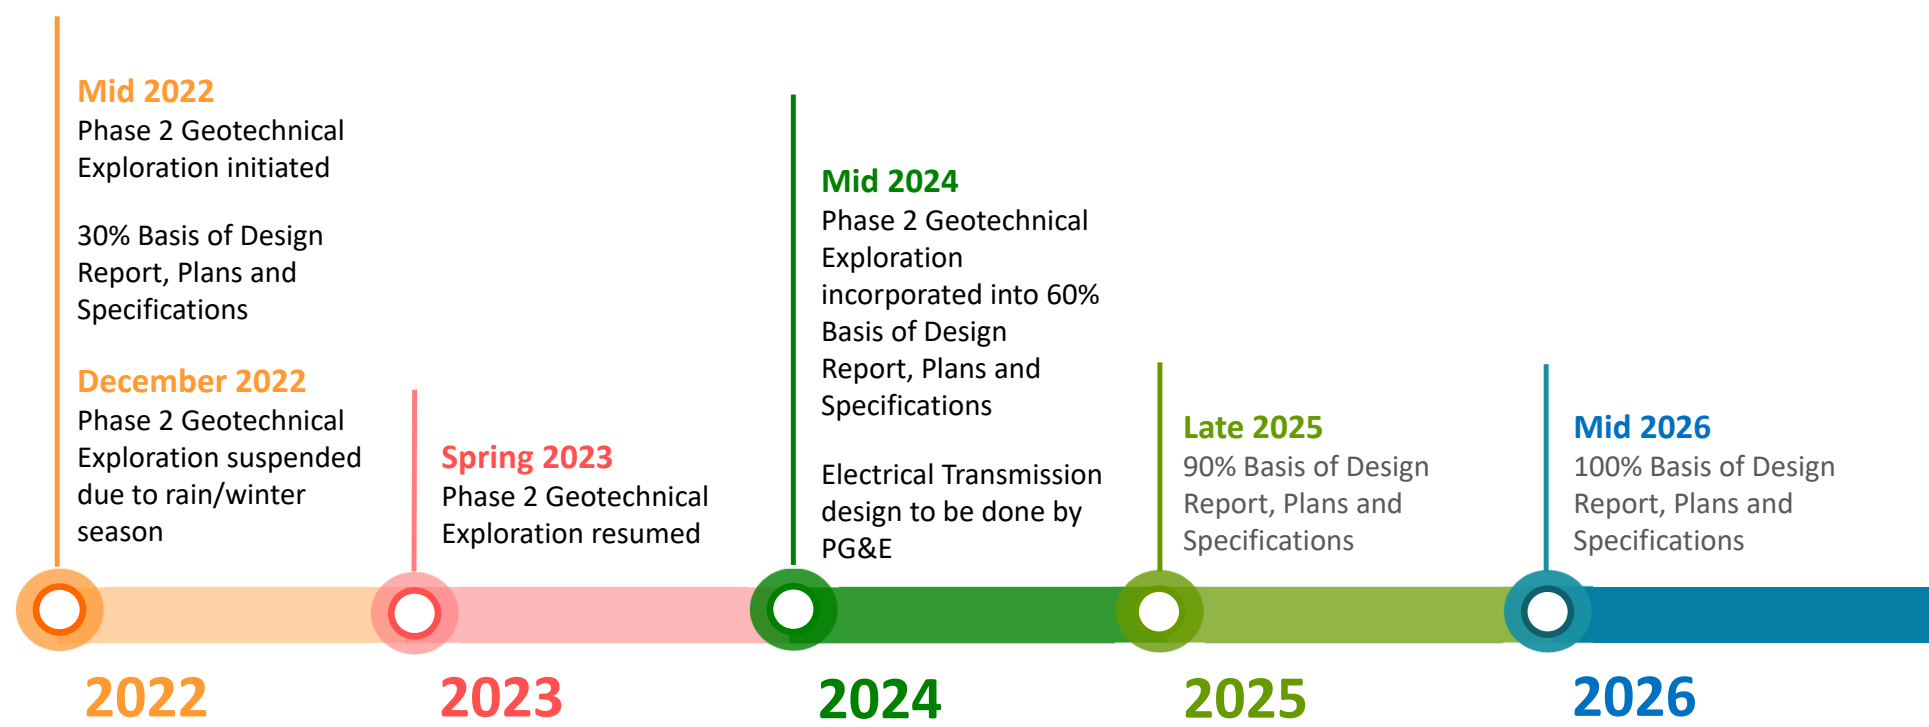 Mid 2022
Phase 2 Geotechnical
Exploration initiated
30% Basis of Design
Report, Plans and
Specifications
December 2022
Phase 2 Geotechnical
Exploration suspended
due to rain/winter
season
Spring 2023
Phase 2 Geotechnical
Exploration resumed
Mid 2024
Phase 2 Geotechnical
Exploration
incorporated into 60%
Basis of Design
Report, Plans and
Specifications
Electrical Transmission
design to be done by
PG&E
Late 2025
90% Basis of Design
Report, Plans and
Specifications
Mid 2026
100% Basis of Design
Report, Plans and
Specifications
2022
2023
2024
2025
2026